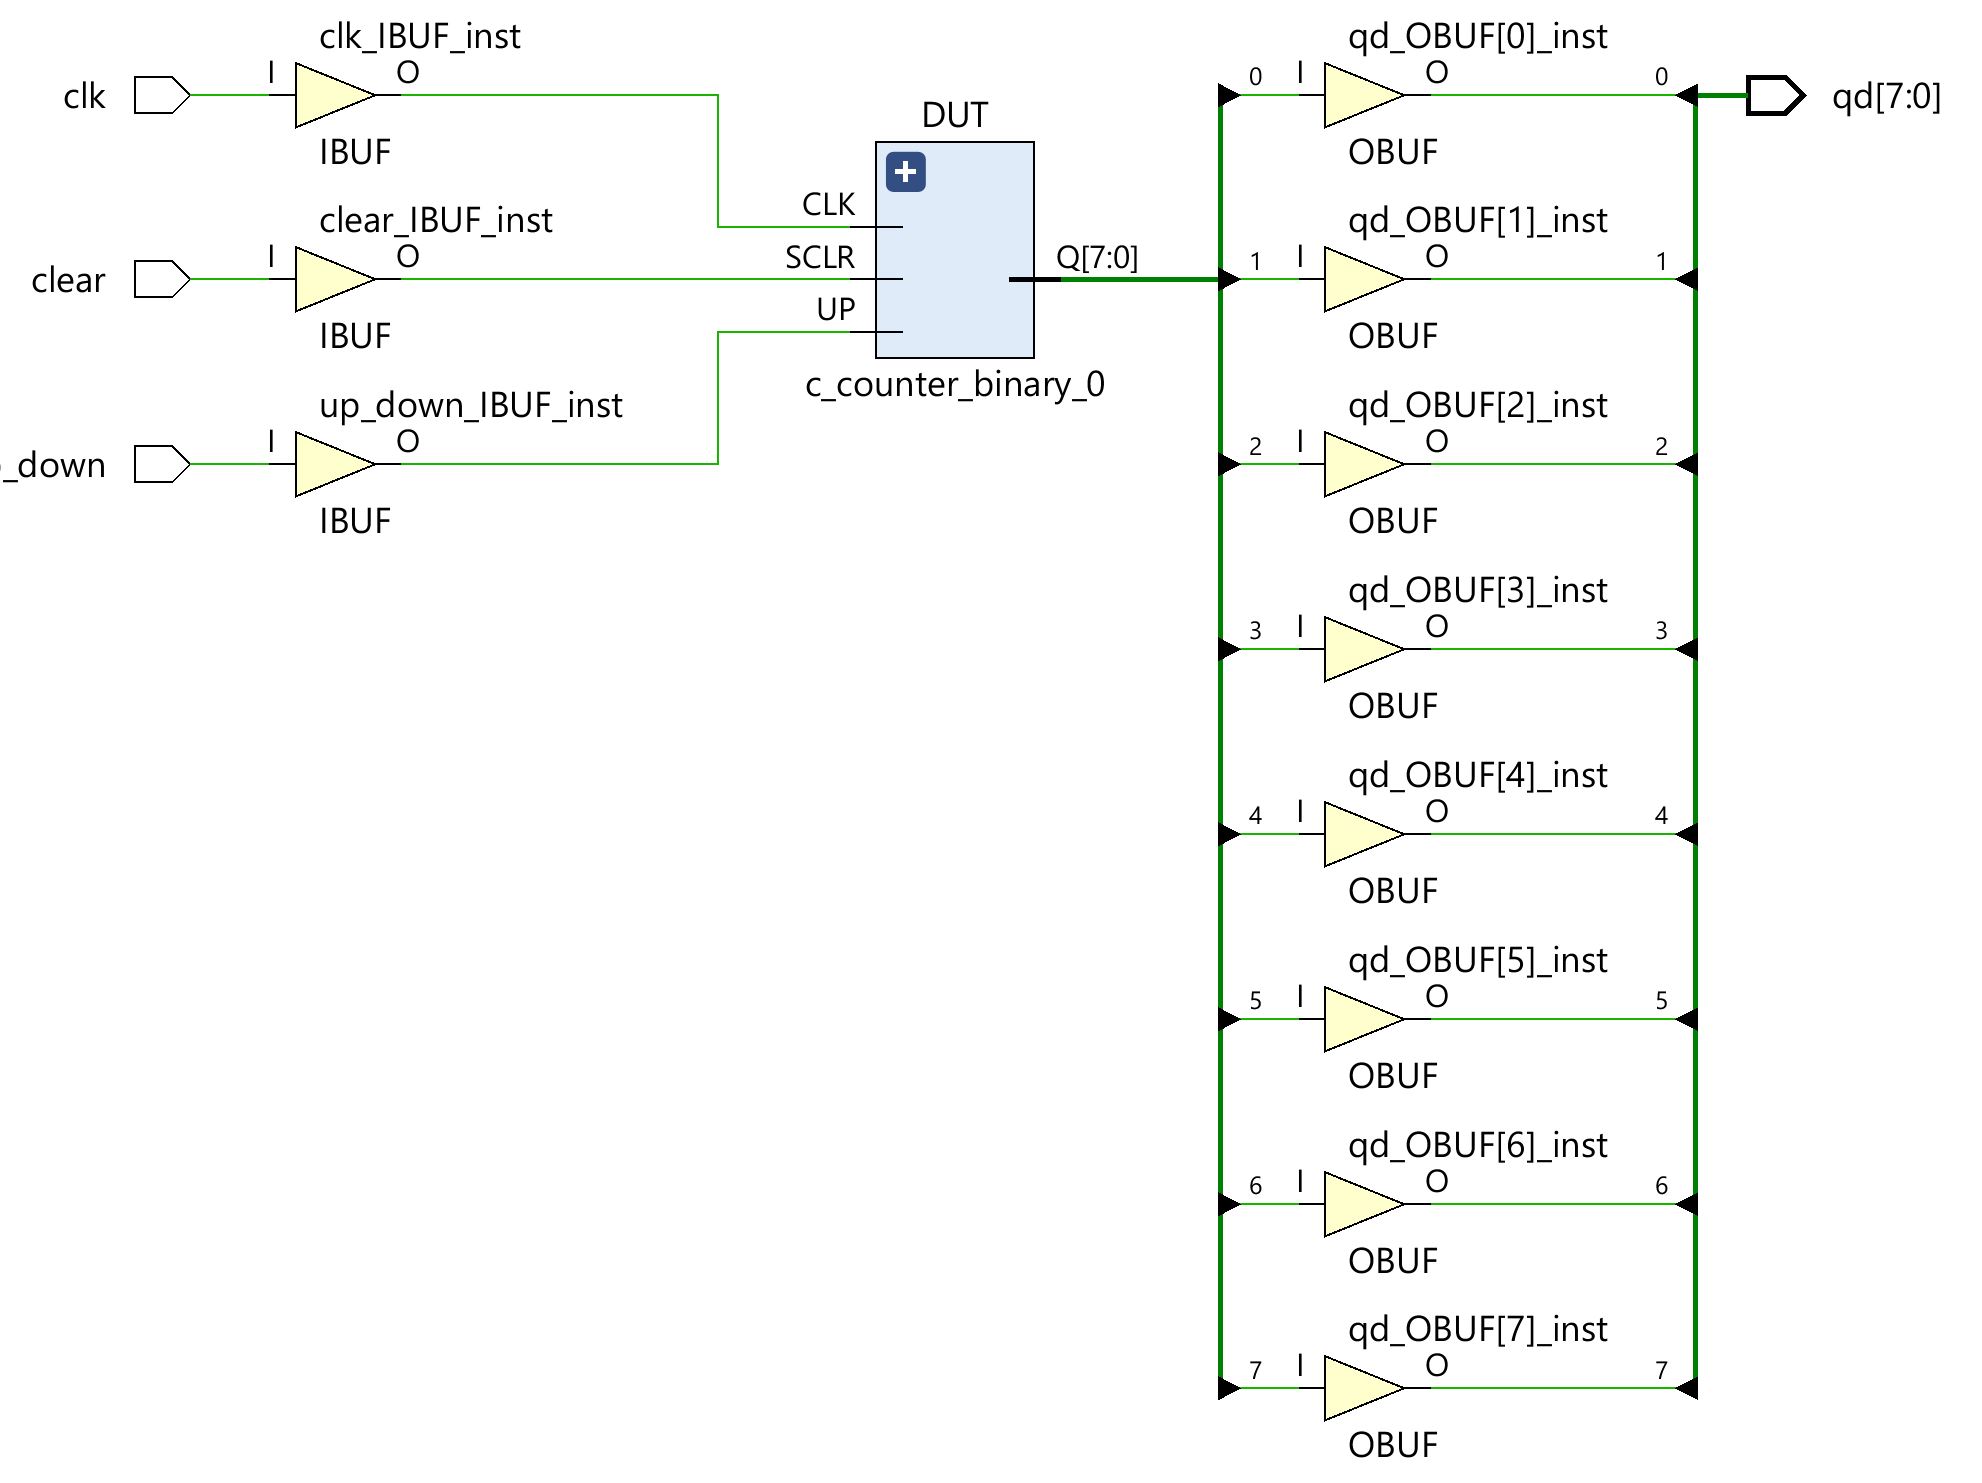 clk
I
clk_IBUF_inst
O
IBUF
clear
I
clear_IBUF_inst
O
IBUF
_down
I
up_down_IBUF_inst
O
IBUF
DUT
CLK
SCLR
UP
Q[7:0]
c_counter_binary_0
0
I
qd_OBUF[0]_inst
O
OBUF
0
qd[7:0]
1
I
qd_OBUF[1]_inst
O
OBUF
1
2
I
qd_OBUF[2]_inst
O
OBUF
2
3
I
qd_OBUF[3]_inst
O
OBUF
3
4
I
qd_OBUF[4]_inst
O
OBUF
4
5
I
qd_OBUF[5]_inst
O
OBUF
5
6
I
qd_OBUF[6]_inst
O
OBUF
6
7
I
qd_OBUF[7]_inst
O
OBUF
7